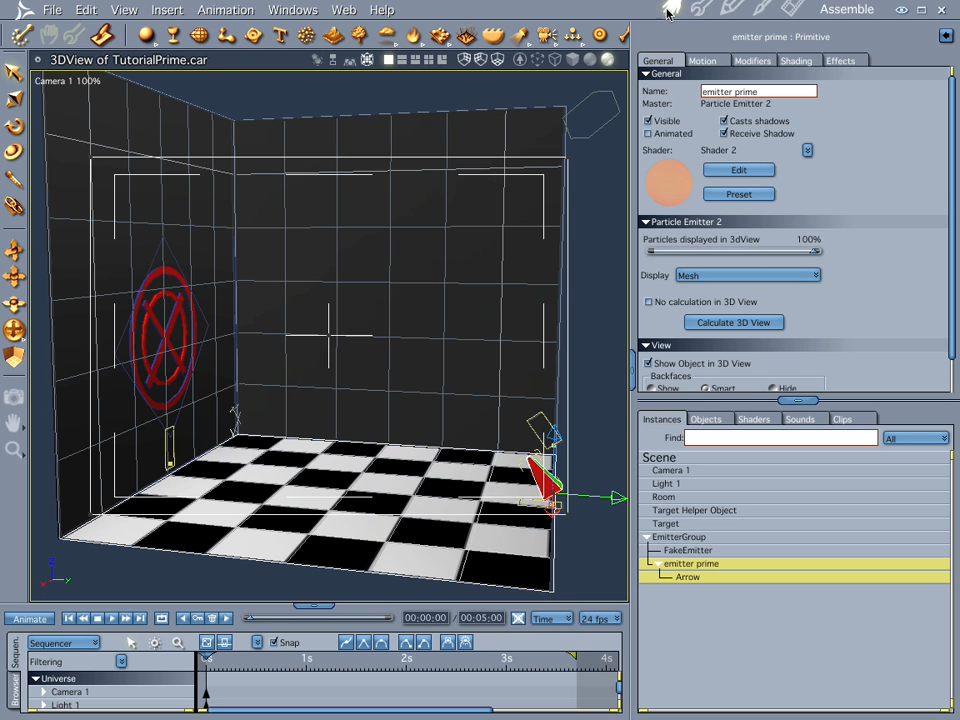 File Edit View Insert Animation Windows Web Help Assemble
3DView of TutorialPrime.car
Camera 1 100%
emitter prime : Primitive
General Motion Modifiers Shading Effects
General
Name: emitter prime
Master: Particle Emitter 2
Visible Casts shadows
Animated Receive Shadow
Shader: Shader 2
Edit
Preset
Particle Emitter 2
Particles displayed in 3dView 100%
Display Mesh
No calculation in 3D View
Calculate 3D View
View
Show Object in 3D View
Backfaces
Show Smart Hide
Instances Objects Shaders Sounds Clips
Find: All
Scene
Camera 1
Light 1
Room
Target Helper Object
Target
EmitterGroup
FakeEmitter
emitter prime
Arrow
Animate 00:00:00 / 00:05:00 Time 24 fps
Sequencer Snap
Filtering 0s 1s 2s 3s 4s
Universe
Camera 1
Light 1
Sequen.
Browser